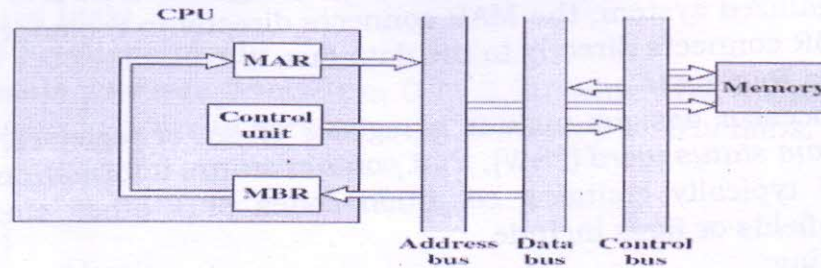 CPU
MAR
Memory
Control
unit
MBR
Address Data Control
bus bus bus